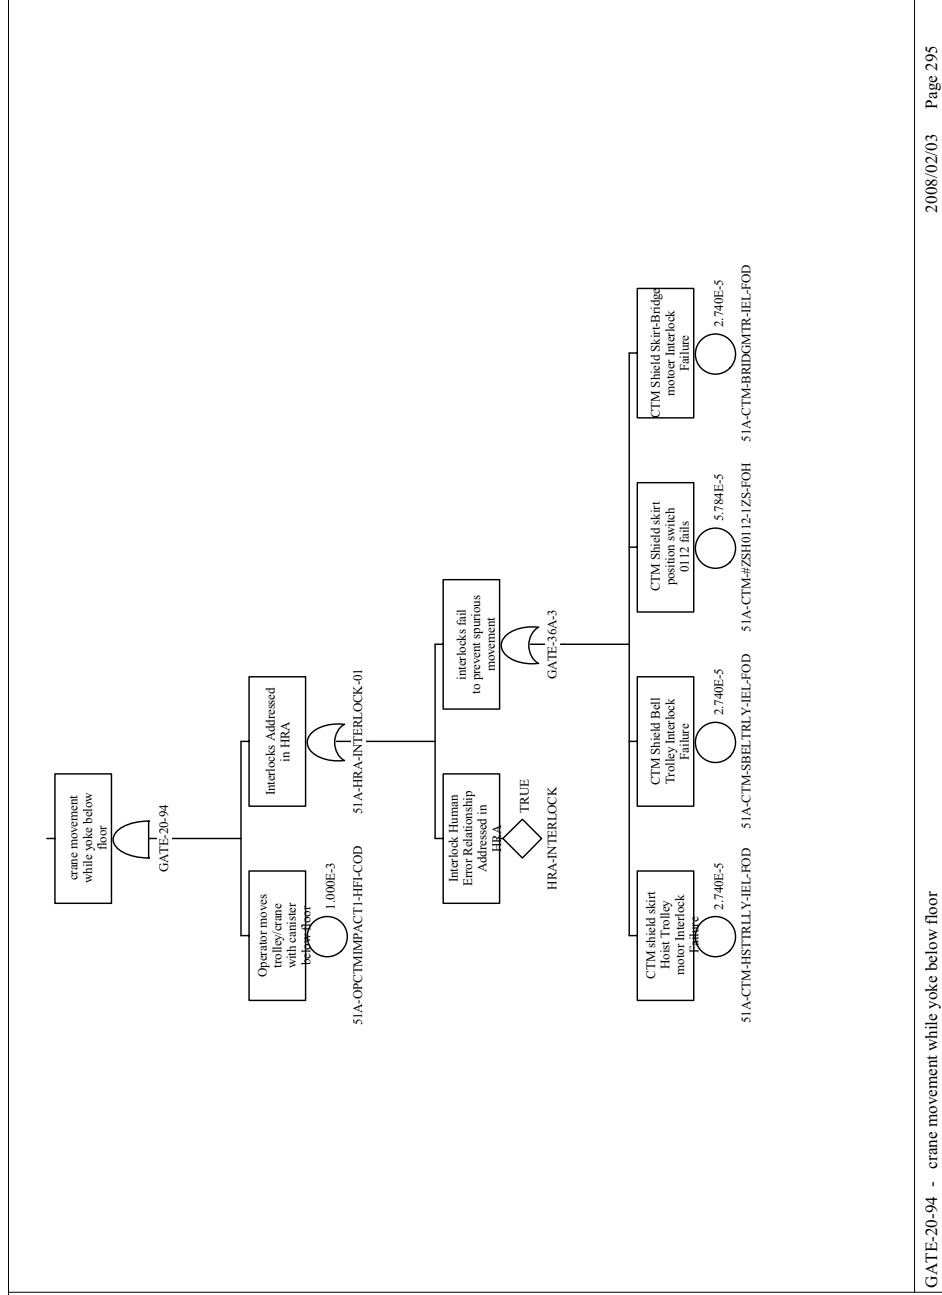 crane movement
while yoke below
floor
GATE-20-94
Operator moves
trolley/crane
with canister
below floor
1.000E-3
51A-OPCTMIMPACT1-HFI-COD
Interlocks Addressed
in HRA
51A-HRA-INTERLOCK-01
Interlock Human
Error Relationship
Addressed in
HRA
TRUE
HRA-INTERLOCK
interlocks fail
to prevent spurious
movement
GATE-36A-3
CTM shield skirt
Hoist Trolley
motor Interlock
Failure
2.740E-5
51A-CTM-HSTTRLLY-IEL-FOD
CTM Shield Bell
Trolley Interlock
Failure
2.740E-5
51A-CTM-SBELTRLY-IEL-FOD
CTM Shield skirt
position switch
0112 fails
5.784E-5
51A-CTM-#ZSH0112-1ZS-FOH
CTM Shield Skirt-Bridge
motoer Interlock
Failure
2.740E-5
51A-CTM-BRIDGMTR-IEL-FOD
GATE-20-94 - crane movement while yoke below floor
2008/02/03 Page 295